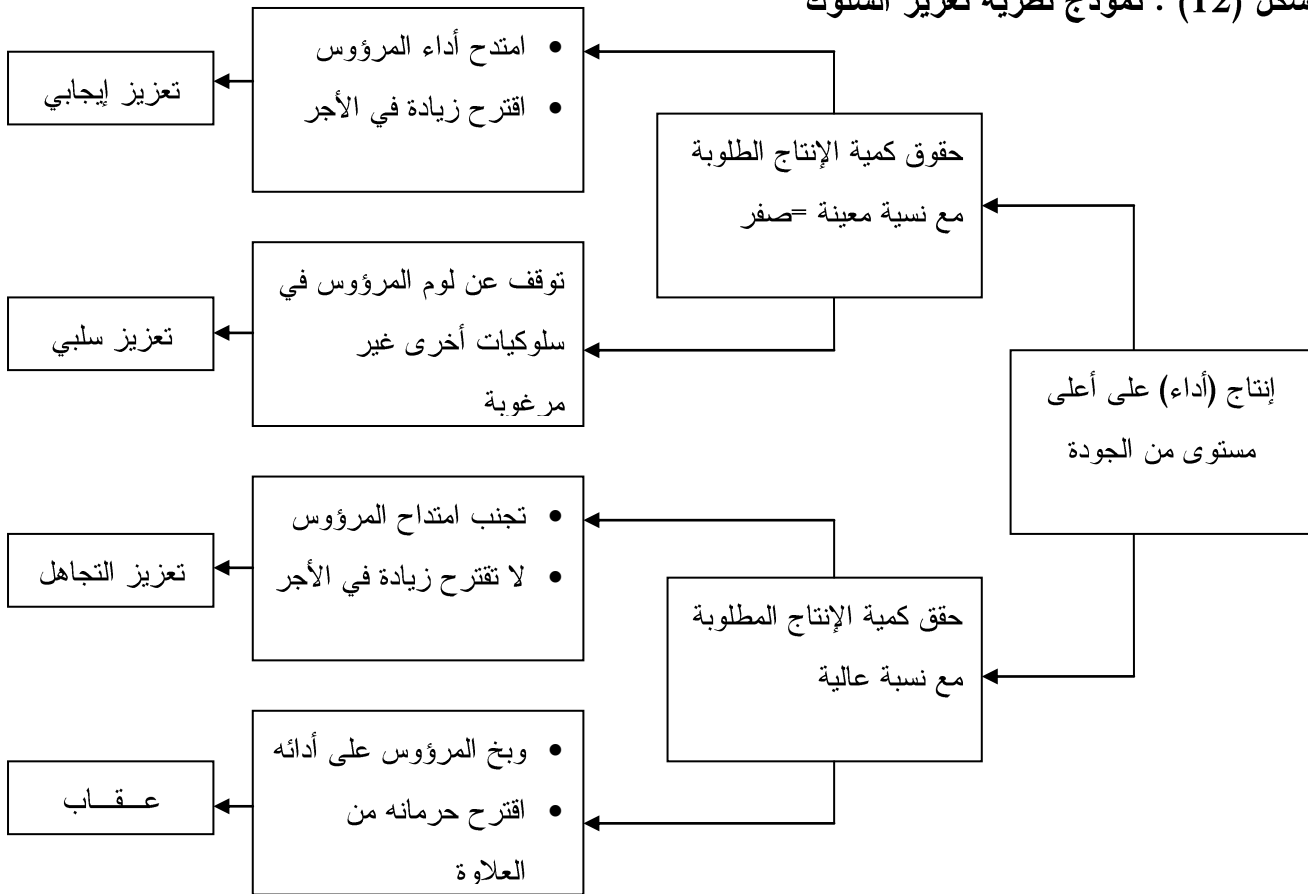 شكل (12) : نموذج نظرية تعزيز السلوك
إنتاج (أداء) على أعلى
مستوى من الجودة
حقوق كمية الإنتاج الطلوبة
مع نسية معينة =صفر
• امتدح أداء المرؤوس
• اقترح زيادة في الأجر
تعزيز إيجابي
توقف عن لوم المرؤوس في
سلوكيات أخرى غير
مرغوبة
تعزيز سلبي
حقق كمية الإنتاج المطلوبة
مع نسبة عالية
• تجنب امتداح المرؤوس
• لا تقترح زيادة في الأجر
تعزيز التجاهل
• وبخ المرؤوس على أدائه
• اقترح حرمانه من
العلاوة
عـــقـــاب